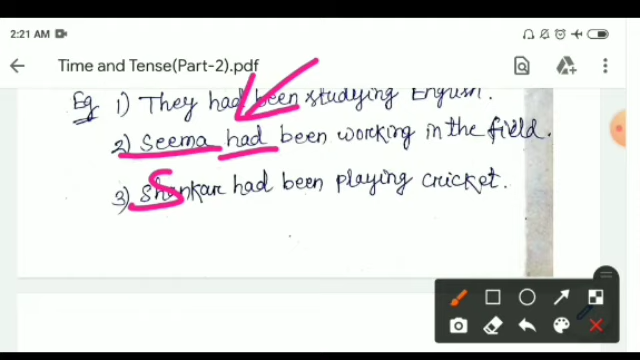 2:21 AM
Time and Tense(Part-2).pdf
Eg 1) They had been studying English.
2) Seema had been working in the field.
3) Shankar had been playing cricket.